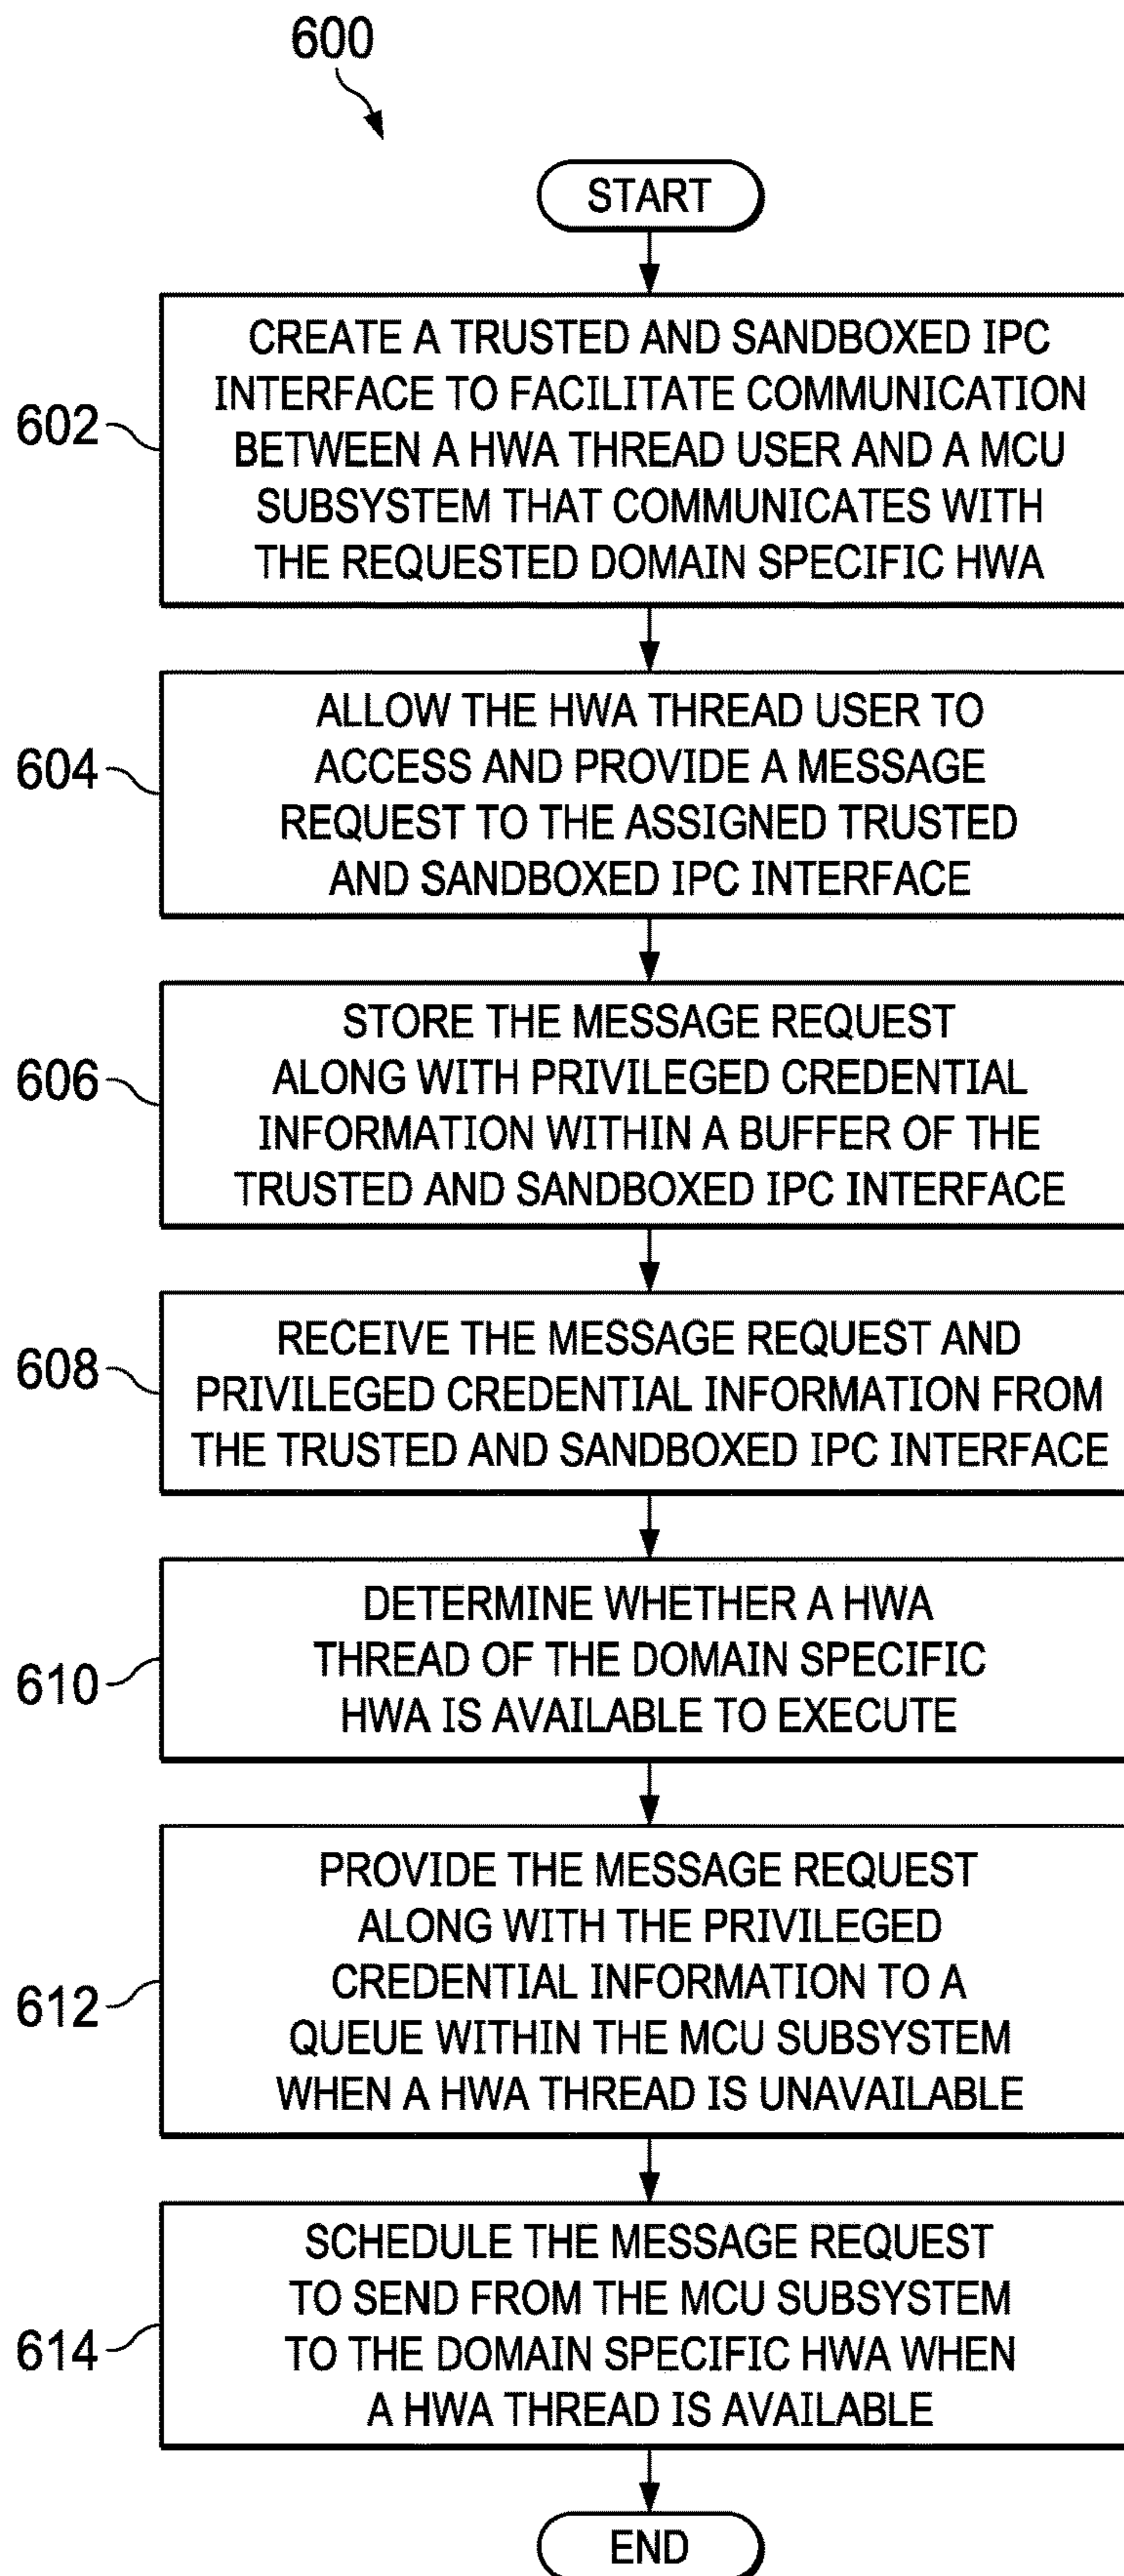 600
START
602
CREATE A TRUSTED AND SANDBOXED IPC
INTERFACE TO FACILITATE COMMUNICATION
BETWEEN A HWA THREAD USER AND A MCU
SUBSYSTEM THAT COMMUNICATES WITH
THE REQUESTED DOMAIN SPECIFIC HWA
604
ALLOW THE HWA THREAD USER TO
ACCESS AND PROVIDE A MESSAGE
REQUEST TO THE ASSIGNED TRUSTED
AND SANDBOXED IPC INTERFACE
606
STORE THE MESSAGE REQUEST
ALONG WITH PRIVILEGED CREDENTIAL
INFORMATION WITHIN A BUFFER OF THE
TRUSTED AND SANDBOXED IPC INTERFACE
608
RECEIVE THE MESSAGE REQUEST AND
PRIVILEGED CREDENTIAL INFORMATION FROM
THE TRUSTED AND SANDBOXED IPC INTERFACE
610
DETERMINE WHETHER A HWA
THREAD OF THE DOMAIN SPECIFIC
HWA IS AVAILABLE TO EXECUTE
612
PROVIDE THE MESSAGE REQUEST
ALONG WITH THE PRIVILEGED
CREDENTIAL INFORMATION TO A
QUEUE WITHIN THE MCU SUBSYSTEM
WHEN A HWA THREAD IS UNAVAILABLE
614
SCHEDULE THE MESSAGE REQUEST
TO SEND FROM THE MCU SUBSYSTEM
TO THE DOMAIN SPECIFIC HWA WHEN
A HWA THREAD IS AVAILABLE
END